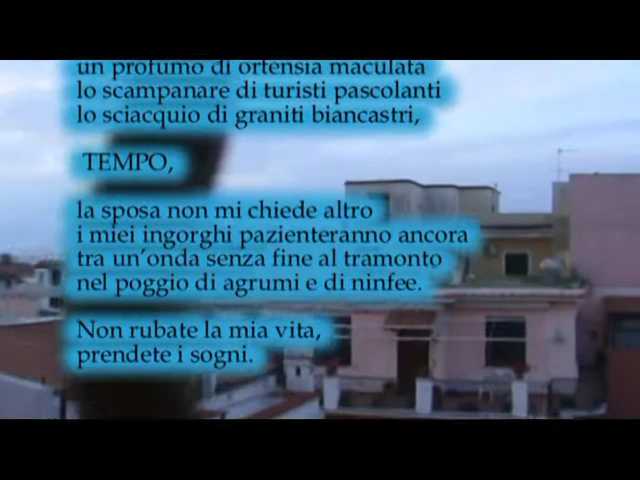 un profumo di ortensia maculata
lo scampanare di turisti pascolanti
lo sciacquio di graniti biancastri,
TEMPO,
la sposa non mi chiede altro
i miei ingorghi pazienteranno ancora
tra un'onda senza fine al tramonto
nel poggio di agrumi e di ninfee.
Non rubate la mia vita,
prendete i sogni.